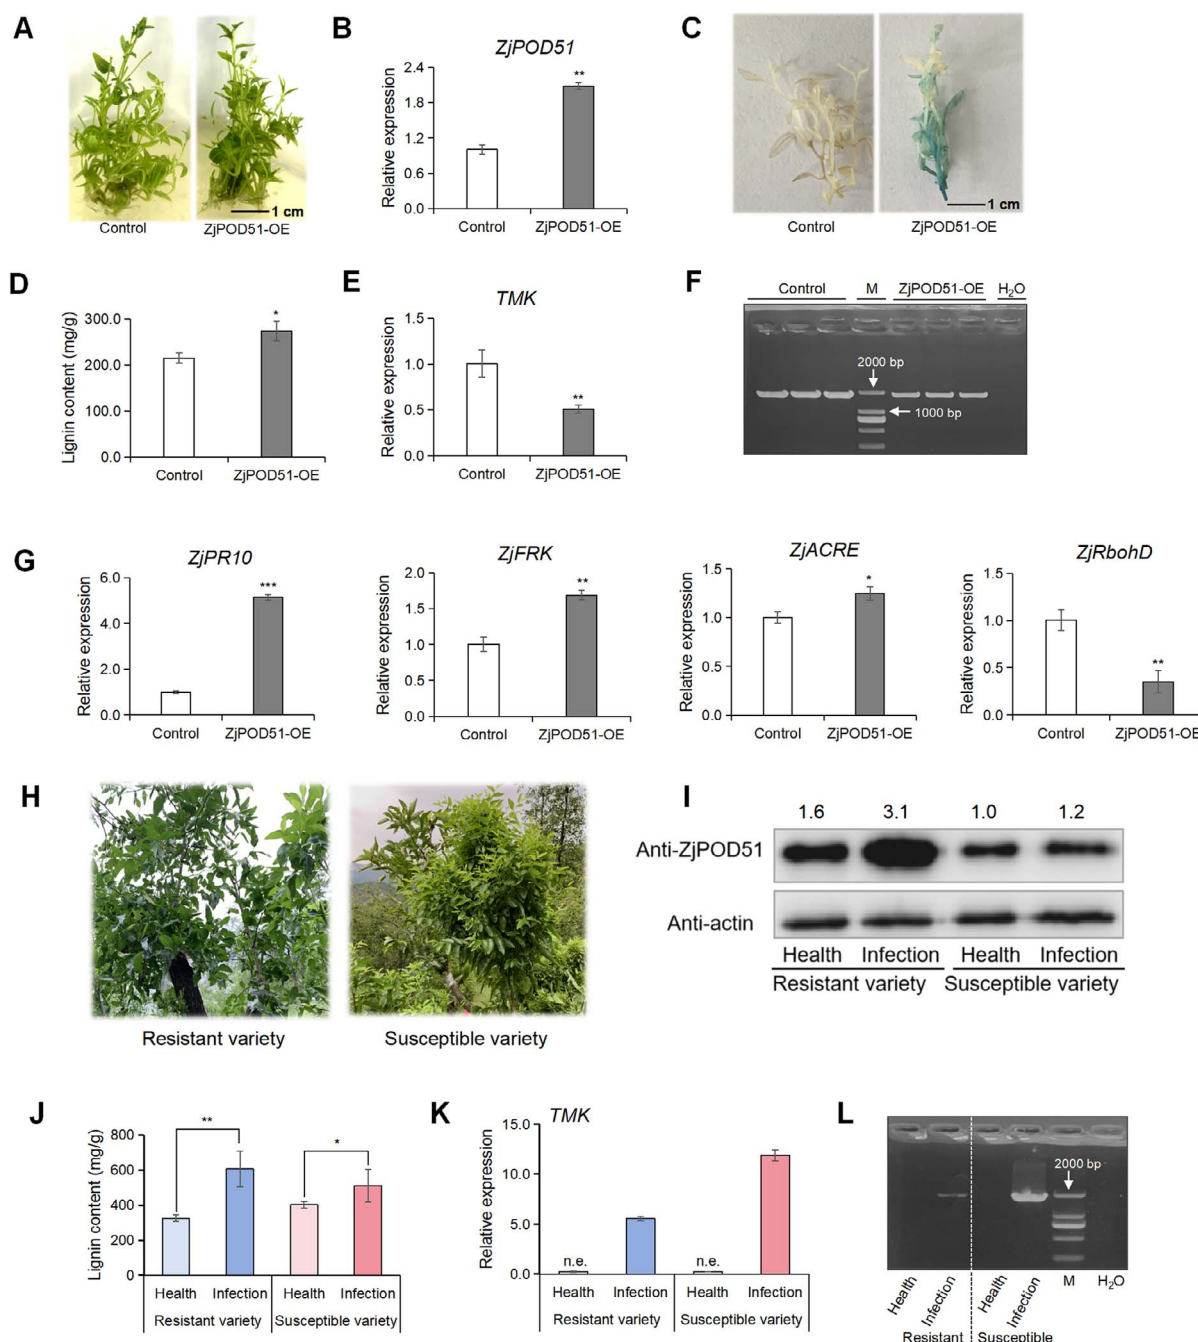 A
Control
ZjPOD51-OE
1 cm
B
ZjPOD51
Relative expression
2.4
1.8
1.2
0.6
0.0
**
Control
ZjPOD51-OE
C
Control
ZjPOD51-OE
1 cm
D
Lignin content (mg/g)
300.0
200.0
100.0
0.0
*
Control
ZjPOD51-OE
E
TMK
Relative expression
1.5
1.0
0.5
0.0
**
Control
ZjPOD51-OE
F
Control
M
ZjPOD51-OE
H2O
2000 bp
1000 bp
G
ZjPR10
Relative expression
6.0
4.0
2.0
0.0
***
Control
ZjPOD51-OE
ZjFRK
Relative expression
2.0
1.5
1.0
0.5
0.0
**
Control
ZjPOD51-OE
ZjACRE
Relative expression
1.5
1.0
0.5
0.0
*
Control
ZjPOD51-OE
ZjRbohD
Relative expression
1.5
1.0
0.5
0.0
**
Control
ZjPOD51-OE
H
Resistant variety
Susceptible variety
I
1.6 3.1 1.0 1.2
Anti-ZjPOD51
Anti-actin
Health Infection Health Infection
Resistant variety Susceptible variety
J
Lignin content (mg/g)
800
600
400
200
0
**
*
Health Infection Health Infection
Resistant variety Susceptible variety
K
TMK
Relative expression
15.0
10.0
5.0
0.0
n.e.
n.e.
Health Infection Health Infection
Resistant variety Susceptible variety
L
2000 bp
Health
Infection
Health
Infection
M
H2O
Resistant Susceptible